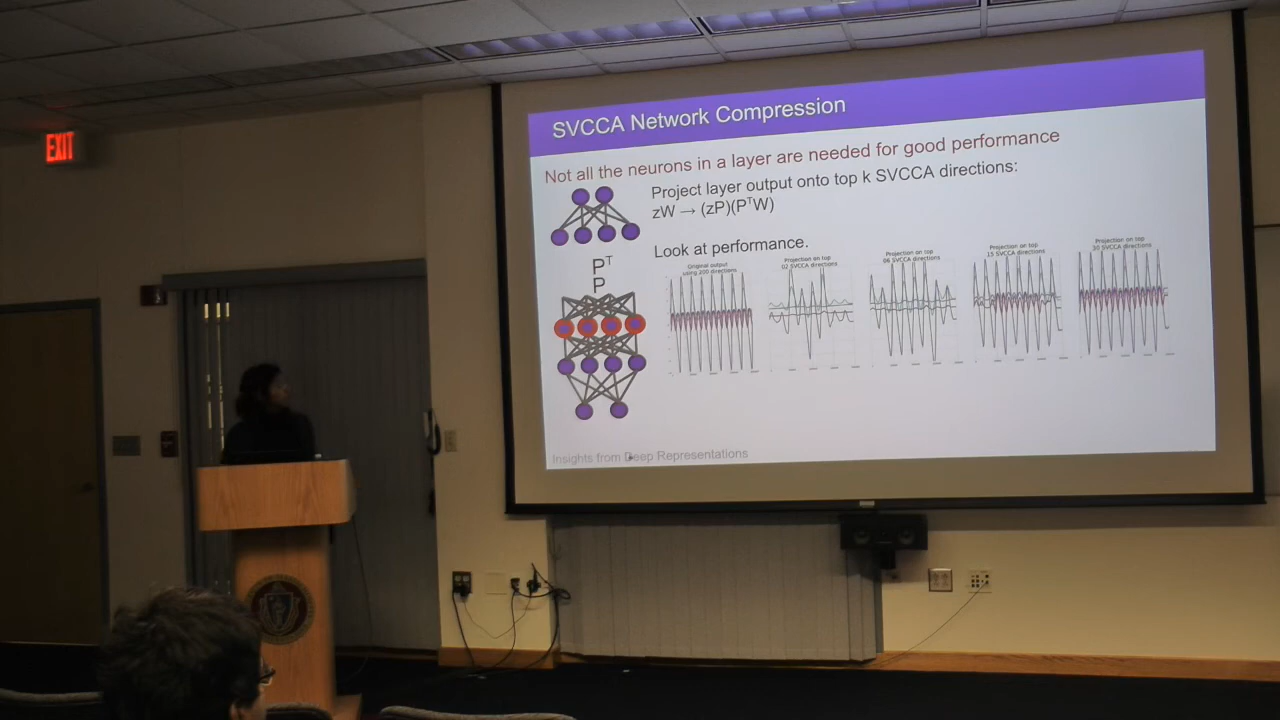 EXIT
SVCCA Network Compression
Not all the neurons in a layer are needed for good performance
Project layer output onto top k SVCCA directions:
zW → (zP)(PᵀW)
Look at performance.
Pᵀ
P
Original output
using 200 directions
Projection on top
02 SVCCA directions
Projection on top
06 SVCCA directions
Projection on top
15 SVCCA directions
Projection on top
30 SVCCA directions
Insights from Deep Representations